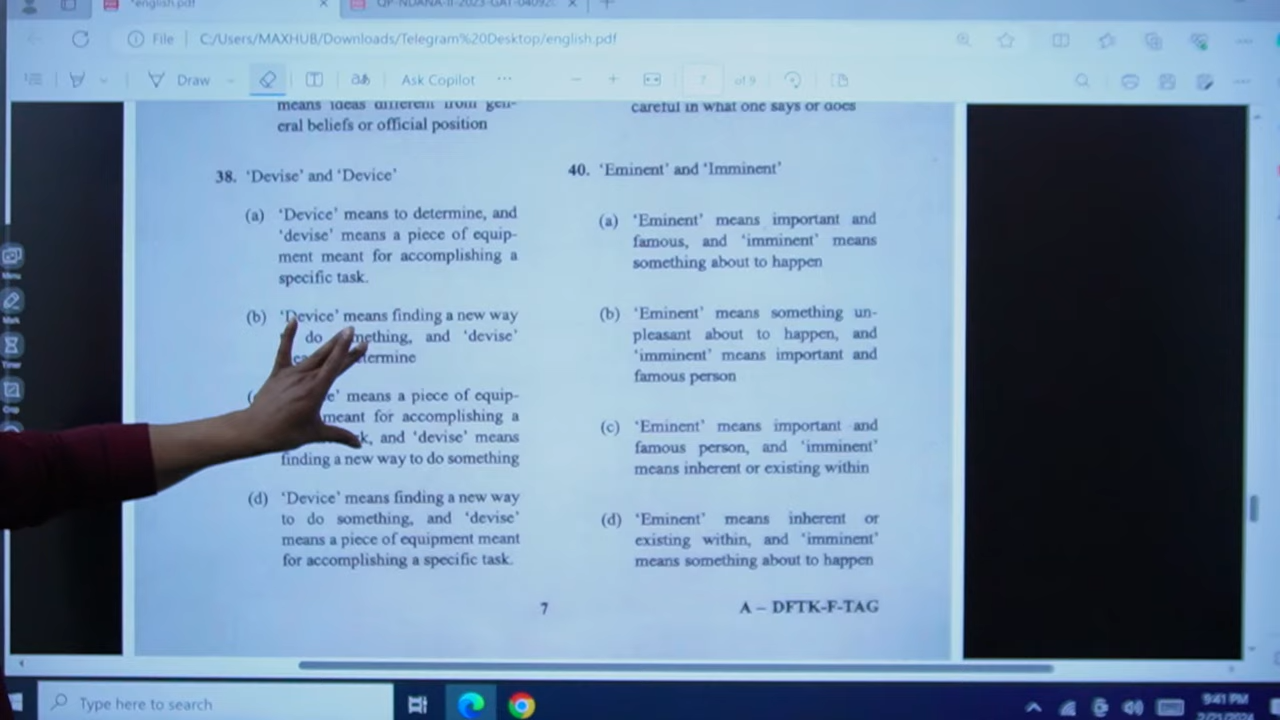 english.pdf
QP-NDANA-II-2023-GAT-04092
File
C:/Users/MAXHUB/Downloads/Telegram%20Desktop/english.pdf
Draw
Ask Copilot
7
of 9
means ideas different from gen-
eral beliefs or official position
38. 'Devise' and 'Device'
(a) 'Device' means to determine, and
'devise' means a piece of equip-
ment meant for accomplishing a
specific task.
(b) 'Device' means finding a new way
do something, and 'devise'
means a piece of equip-
meant for accomplishing a
and 'devise' means
finding a new way to do something
(d) 'Device' means finding a new way
to do something, and 'devise'
means a piece of equipment meant
for accomplishing a specific task.
careful in what one says or does
40. 'Eminent' and 'Imminent'
(a) 'Eminent' means important and
famous, and 'imminent' means
something about to happen
(b) 'Eminent' means something un-
pleasant about to happen, and
'imminent' means important and
famous person
(c) 'Eminent' means important and
famous person, and 'imminent'
means inherent or existing within
(d) 'Eminent' means inherent or
existing within, and 'imminent'
means something about to happen
7
A – DFTK-F-TAG
Menu
Mark
Timer
Type here to search
9:41 PM